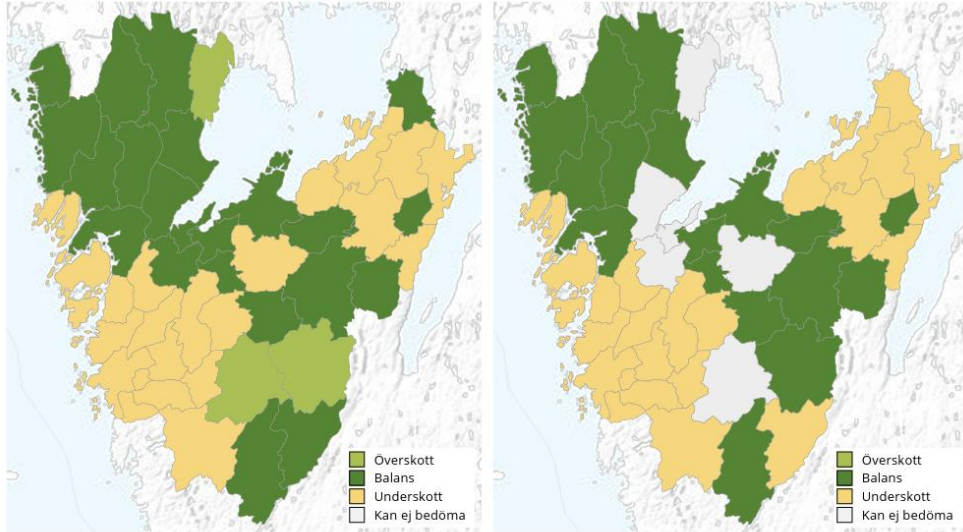 Överskott
Balans
Underskott
Kan ej bedöma
Överskott
Balans
Underskott
Kan ej bedöma